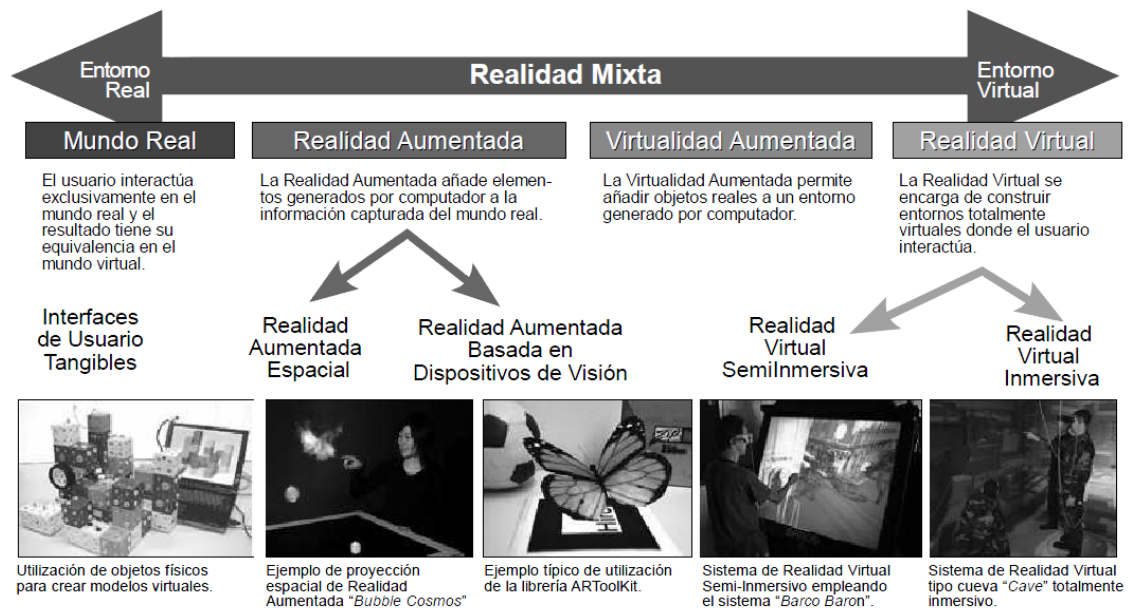 Entorno
Real
Realidad Mixta
Entorno
Virtual
Mundo Real
Realidad Aumentada
Virtualidad Aumentada
Realidad Virtual
El usuario interactúa
exclusivamente en el
mundo real y el
resultado tiene su
equivalencia en el
mundo virtual.
La Realidad Aumentada añade elemen-
tos generados por computador a la
información capturada del mundo real.
La Virtualidad Aumentada permite
añadir objetos reales a un entorno
generado por computador.
La Realidad Virtual se
encarga de construir
entornos totalmente
virtuales donde el usuario
interactúa.
Interfaces
de Usuario
Tangibles
Realidad
Aumentada
Espacial
Realidad Aumentada
Basada en
Dispositivos de Visión
Realidad
Virtual
SemiInmersiva
Realidad
Virtual
Inmersiva
Utilización de objetos físicos
para crear modelos virtuales.
Ejemplo de proyección
espacial de Realidad
Aumentada “Bubble Cosmos”
Ejemplo típico de utilización
de la librería ARToolKit.
Sistema de Realidad Virtual
Semi-Inmersivo empleando
el sistema “Barco Baron”.
Sistema de Realidad Virtual
tipo cueva “Cave” totalmente
inmersivo.